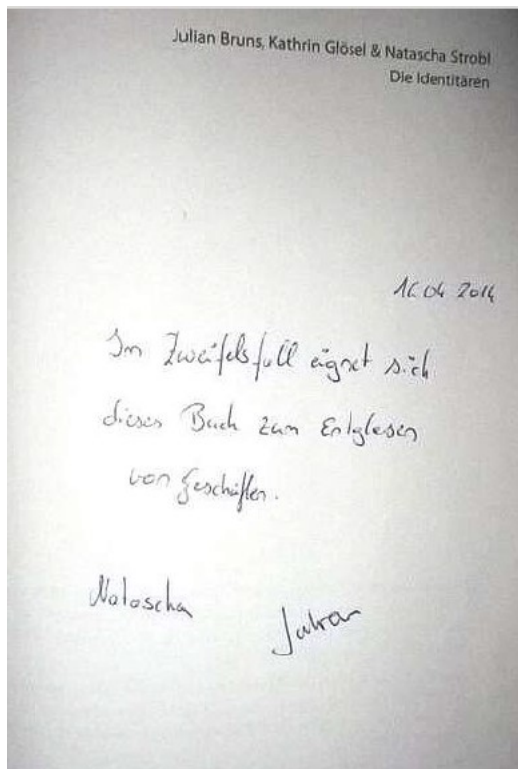 Julian Bruns, Kathrin Glösel & Natascha Strobl
Die Identitären
16.04 2014
Im Zweifelsfall eignet sich
dieses Buch zum Entglasen
von Geschäften.
Natascha
Julian